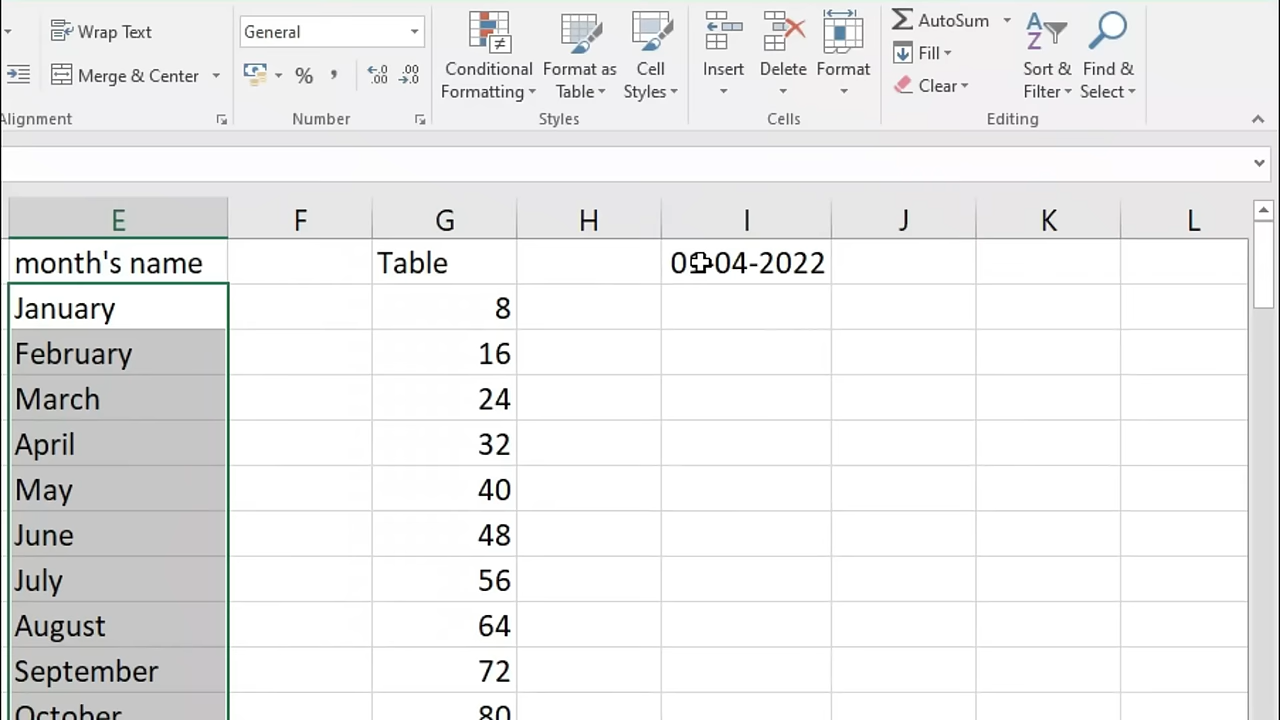 Wrap Text
General
AutoSum
Merge & Center
%
Fill
Clear
Conditional Formatting
Format as Table
Cell Styles
Insert
Delete
Format
Sort & Filter
Find & Select
Alignment
Number
Styles
Cells
Editing
E F G H I J K L
month's name Table 04-2022
January 8
February 16
March 24
April 32
May 40
June 48
July 56
August 64
September 72
October 80